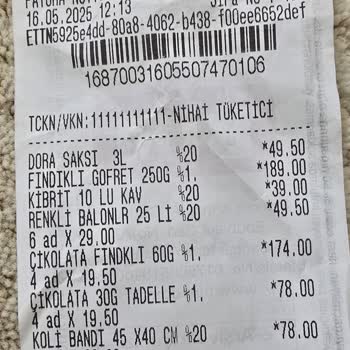 16.05.2025 12:13
ETTN5925e4dd-80a8-4062-b438-f00ee6652def
16870031605507470106
TCKN/VKN:11111111111-NİHAİ TÜKETİCİ
DORA SAKSI 3L %20 *49.50
FINDIKLI GOFRET 250G %1. *189.00
KİBRİT 10 LU KAV %20 *39.00
RENKLİ BALONLR 25 Lİ %20 *49.50
6 ad X 29.00
ÇİKOLATA FINDKLI 60G %1. *174.00
4 ad X 19.50
ÇİKOLATA 30G TADELLE %1. *78.00
4 ad X 19.50
KOLİ BANDI 45 X40 CM %20 *78.00